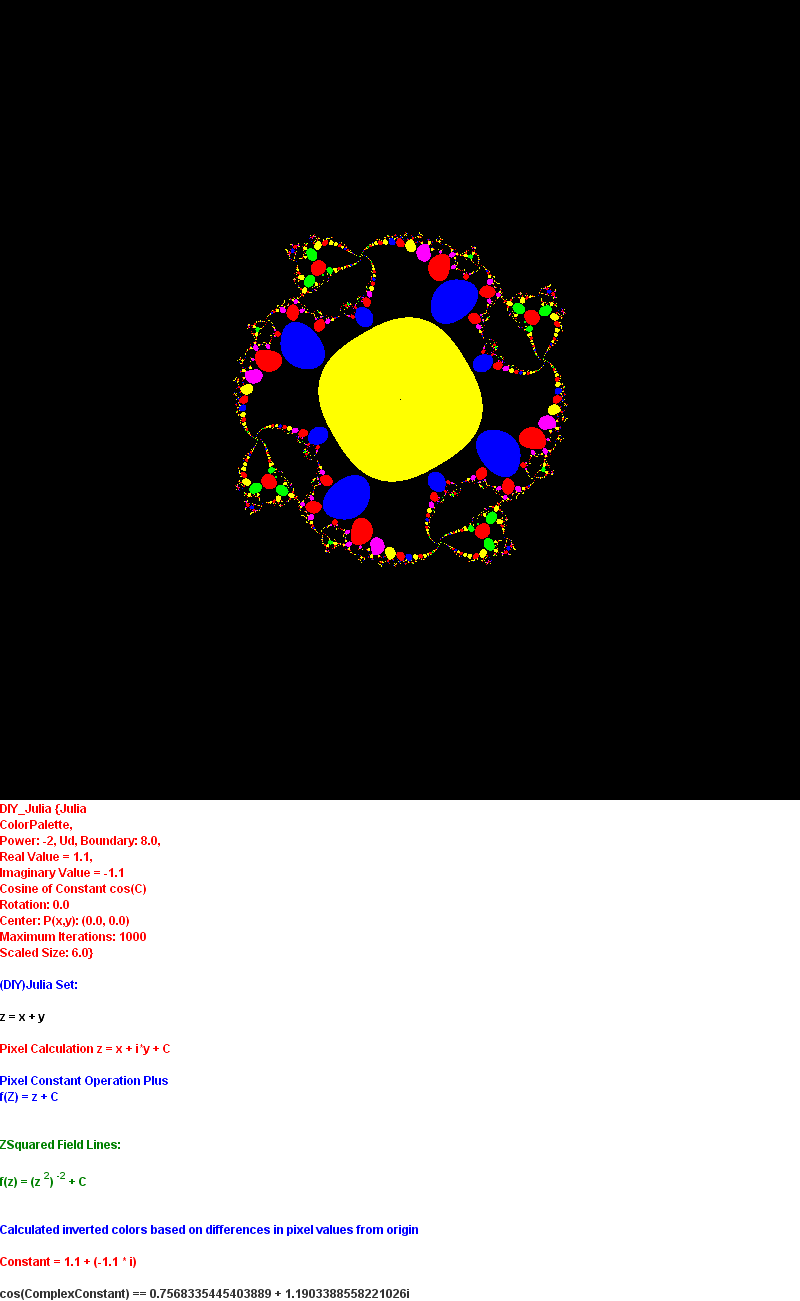 DIY_Julia {Julia
ColorPalette,
Power: -2, Ud, Boundary: 8.0,
Real Value = 1.1,
Imaginary Value = -1.1
Cosine of Constant cos(C)
Rotation: 0.0
Center: P(x,y): (0.0, 0.0)
Maximum Iterations: 1000
Scaled Size: 6.0}
(DIY)Julia Set:
z = x + y
Pixel Calculation z = x + i*y + C
Pixel Constant Operation Plus
f(Z) = z + C
ZSquared Field Lines:
f(z) = (z 2) -2 + C
Calculated inverted colors based on differences in pixel values from origin
Constant = 1.1 + (-1.1 * i)
cos(ComplexConstant) == 0.7568335445403889 + 1.1903388558221026i